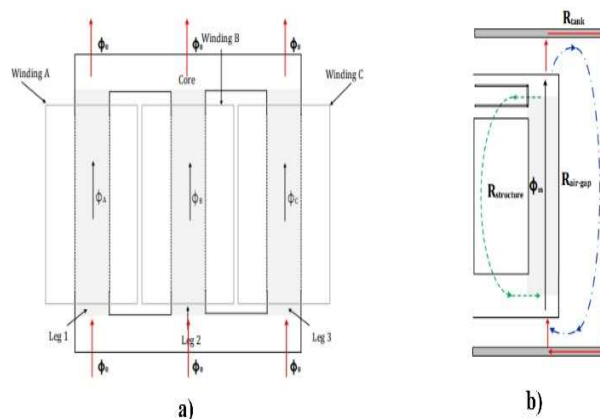 ϕ₀ ϕ₀ ϕ₀
Winding B
Winding A
Core
Winding C
ϕA ϕB ϕC
Leg 1
Leg 2
Leg 3
ϕ₀ ϕ₀ ϕ₀
a)
Rtank
Rstructure
ϕm
Rair-gap
b)